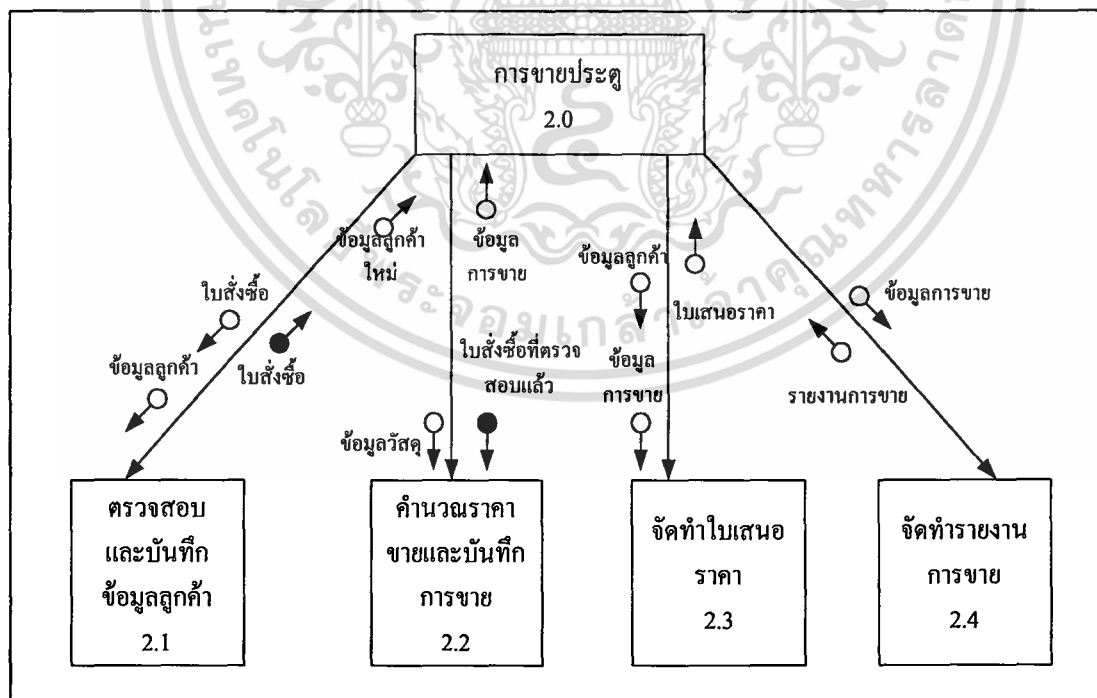 การขายประตู
2.0
ข้อมูลลูกค้า
ใหม่
ข้อมูล
การขาย
ข้อมูลลูกค้า
ใบเสนอราคา
ข้อมูลการขาย
ใบสั่งซื้อ
ข้อมูลลูกค้า
ใบสั่งซื้อ
ใบสั่งซื้อที่ตรวจ
สอบแล้ว
ข้อมูล
การขาย
รายงานการขาย
ข้อมูลวัสดุ
ตรวจสอบ
และบันทึก
ข้อมูลลูกค้า
2.1
คำนวณราคา
ขายและบันทึก
การขาย
2.2
จัดทำใบเสนอ
ราคา
2.3
จัดทำรายงาน
การขาย
2.4